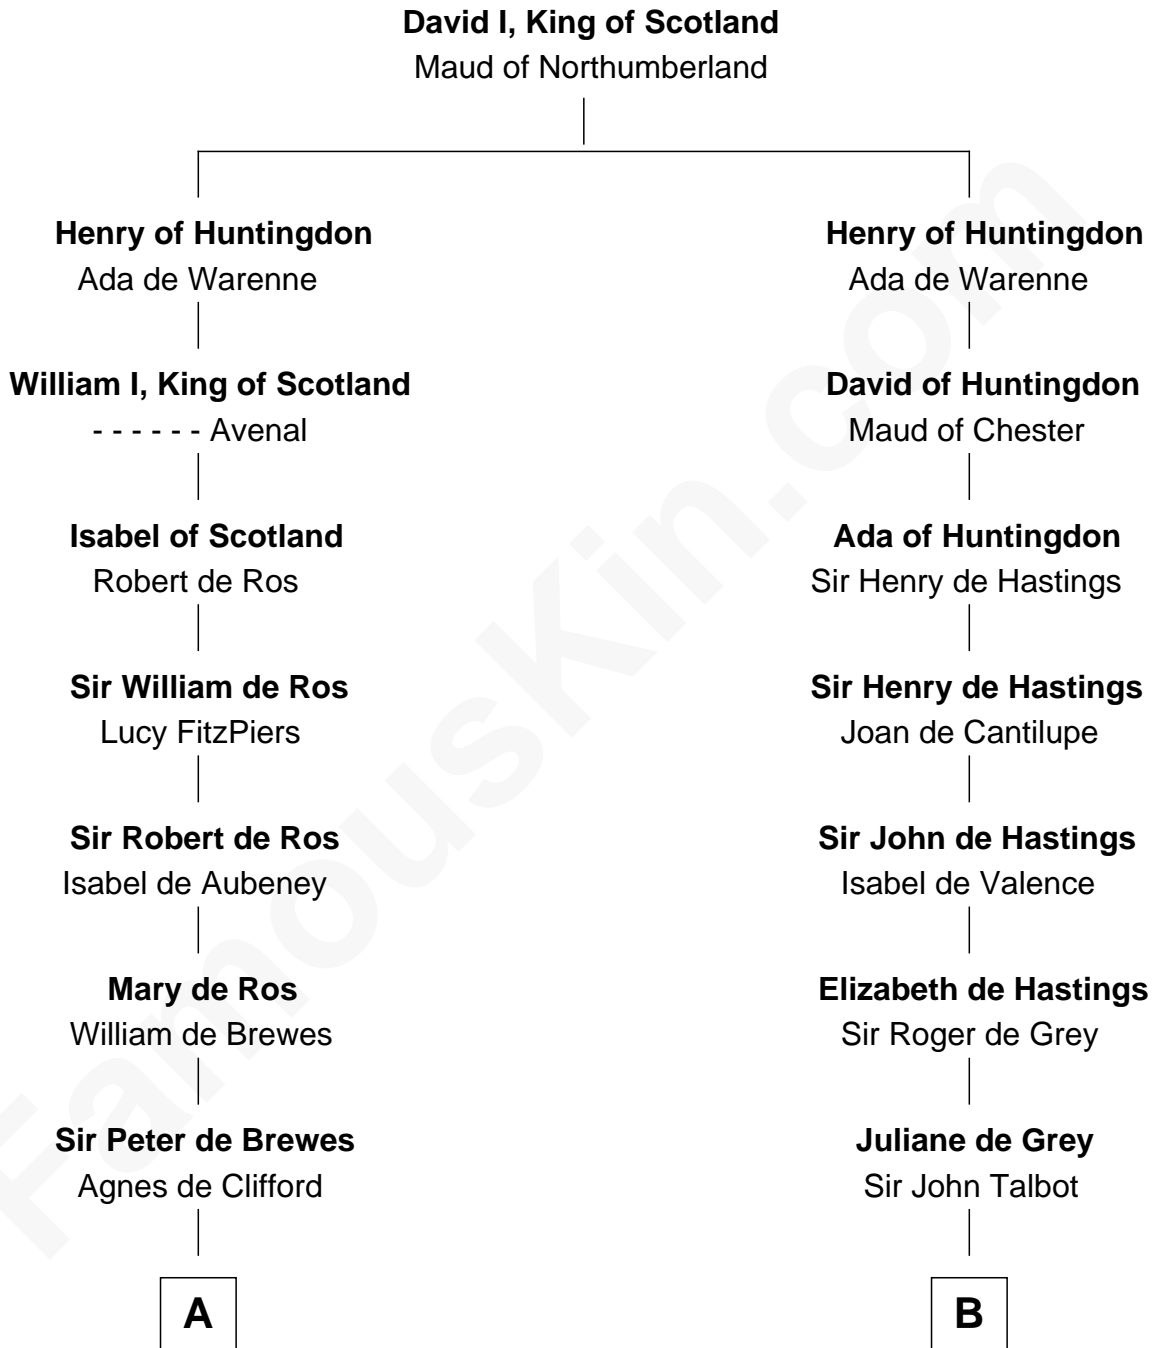 David I, King of Scotland
Maud of Northumberland
Henry of Huntingdon
Ada de Warenne
William I, King of Scotland
- - - - - - Avenal
Isabel of Scotland
Robert de Ros
Sir William de Ros
Lucy FitzPiers
Sir Robert de Ros
Isabel de Aubeney
Mary de Ros
William de Brewes
Sir Peter de Brewes
Agnes de Clifford
A
Henry of Huntingdon
Ada de Warenne
David of Huntingdon
Maud of Chester
Ada of Huntingdon
Sir Henry de Hastings
Sir Henry de Hastings
Joan de Cantilupe
Sir John de Hastings
Isabel de Valence
Elizabeth de Hastings
Sir Roger de Grey
Juliane de Grey
Sir John Talbot
B
FamousKin.com